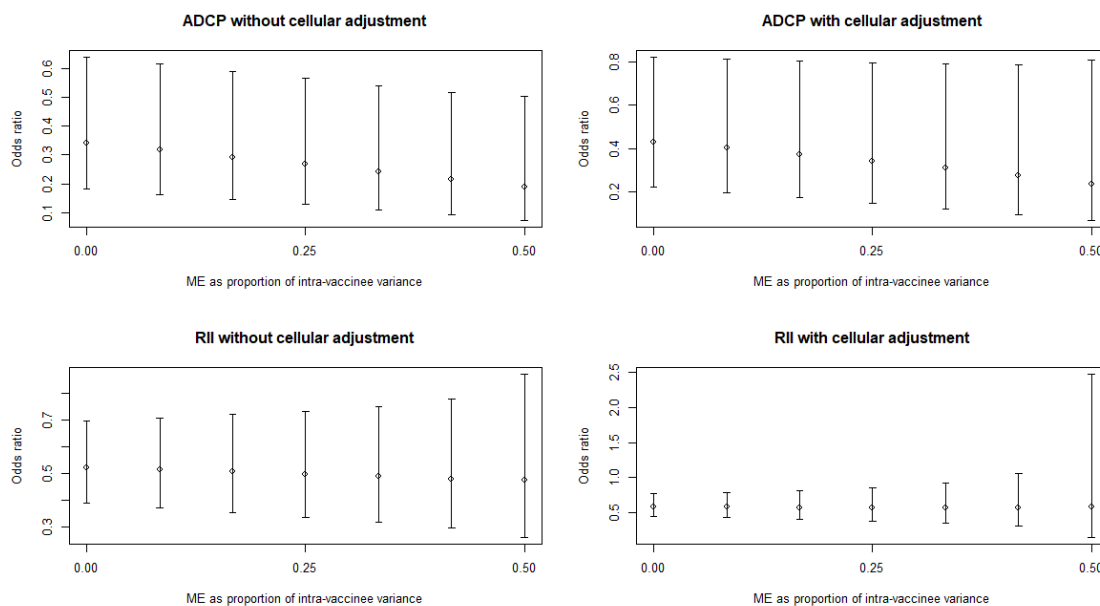 ADCP without cellular adjustment
Odds ratio
0.1 0.2 0.3 0.4 0.5 0.6
0.00 0.25 0.50
ME as proportion of intra-vaccinee variance
ADCP with cellular adjustment
Odds ratio
0.2 0.4 0.6 0.8
0.00 0.25 0.50
ME as proportion of intra-vaccinee variance
RII without cellular adjustment
Odds ratio
0.3 0.5 0.7
0.00 0.25 0.50
ME as proportion of intra-vaccinee variance
RII with cellular adjustment
Odds ratio
0.5 1.0 1.5 2.0 2.5
0.00 0.25 0.50
ME as proportion of intra-vaccinee variance